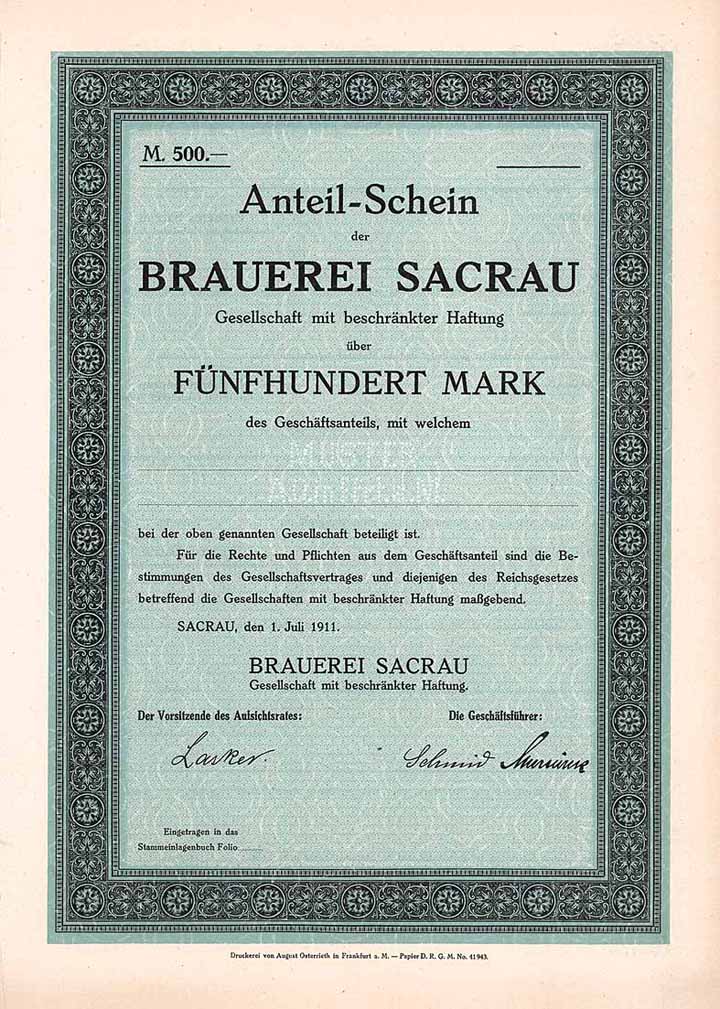 M. 500.—
Anteil-Schein
der
BRAUEREI SACRAU
Gesellschaft mit beschränkter Haftung
über
FÜNFHUNDERT MARK
des Geschäftsanteils, mit welchem
MUSTER
bei der oben genannten Gesellschaft beteiligt ist.
Für die Rechte und Pflichten aus dem Geschäftsanteil sind die Be-
stimmungen des Gesellschaftsvertrages und diejenigen des Reichsgesetzes
betreffend die Gesellschaften mit beschränkter Haftung maßgebend.
SACRAU, den 1. Juli 1911.
BRAUEREI SACRAU
Gesellschaft mit beschränkter Haftung.
Der Vorsitzende des Aufsichtsrates: Die Geschäftsführer:
Lasker. Schmid
Eingetragen in das
Stammeinlagenbuch Folio
Druckerei von August Osterrieth in Frankfurt a. M. — Papier D. R. G. M. No. 41943.